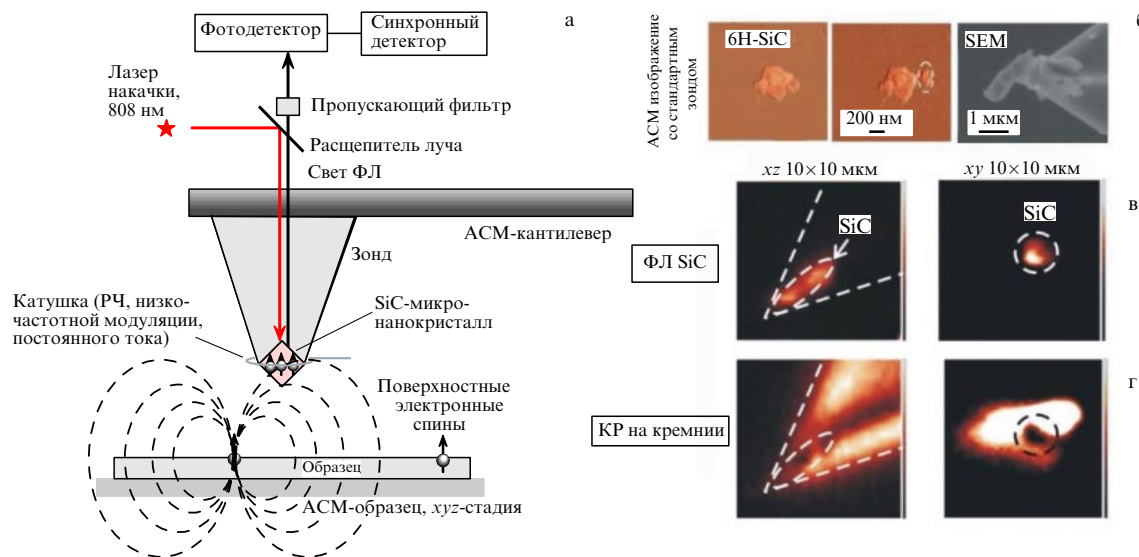 а
Фотодетектор
Синхронный
детектор
Лазер
накачки,
808 нм
Пропускающий фильтр
Расщепитель луча
Свет ФЛ
АСМ-кантилевер
Зонд
Катушка (РЧ, низко-
частотной модуляции,
постоянного тока)
SiC-микро-
нанокристалл
Поверхностные
электронные
спины
Образец
АСМ-образец, xyz-стадия
б
АСМ изображение
со стандартным
зондом
6H-SiC
200 нм
SEM
1 мкм
xz 10×10 мкм
xy 10×10 мкм
в
ФЛ SiC
SiC
SiC
г
КР на кремнии